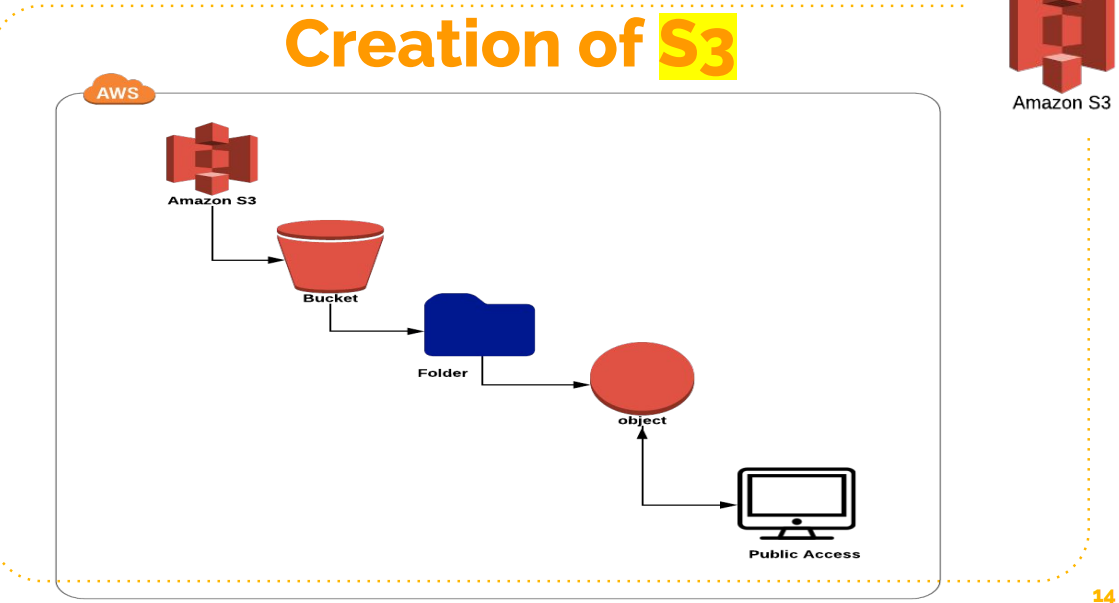 Creation of S3
Amazon S3
AWS
Amazon S3
Bucket
Folder
object
Public Access
14